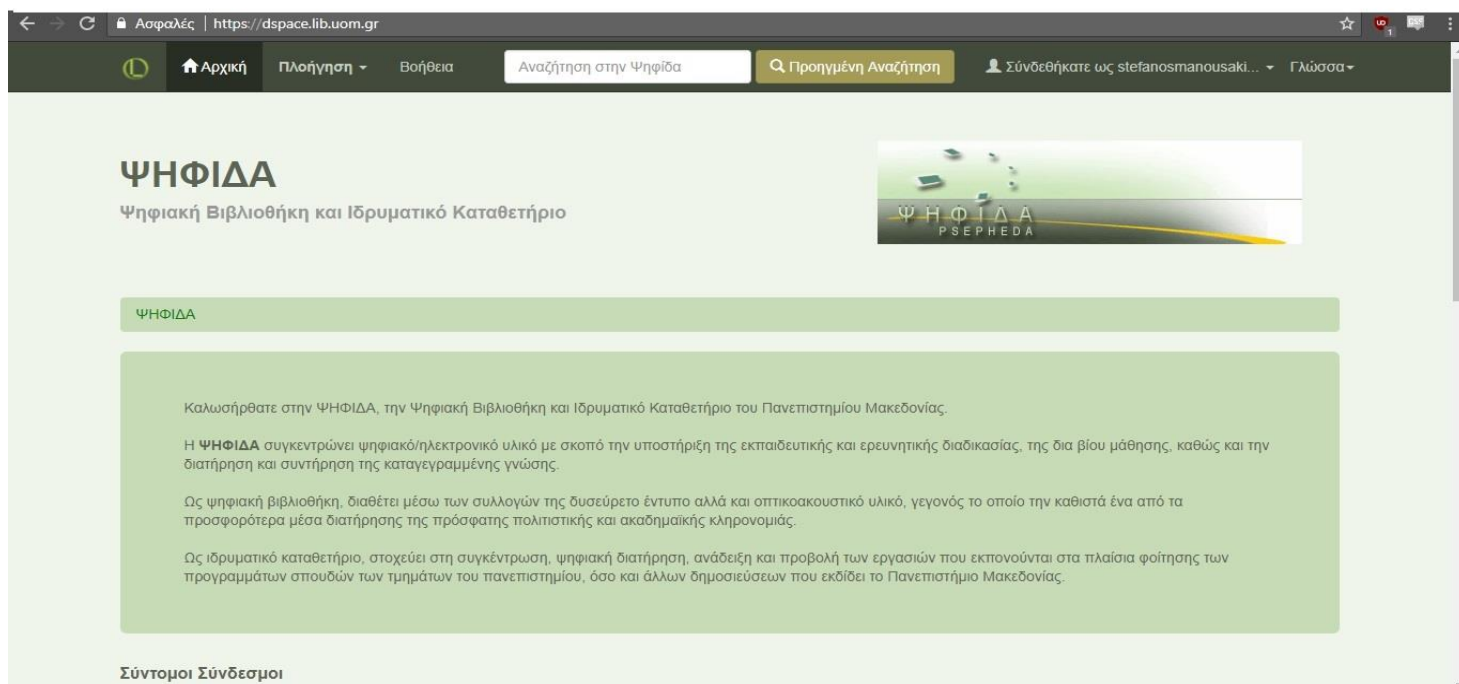 Ασφαλές | https://dspace.lib.uom.gr
Αρχική Πλοήγηση Βοήθεια Αναζήτηση στην Ψηφίδα Προηγμένη Αναζήτηση Σύνδεθήκατε ως stefanosmanousaki... Γλώσσα
ΨΗΦΙΔΑ
Ψηφιακή Βιβλιοθήκη και Ιδρυματικό Καταθετήριο
ΨΗΦΙΔΑ
PSEPHEDA
ΨΗΦΙΔΑ
Καλωσήρθατε στην ΨΗΦΙΔΑ, την Ψηφιακή Βιβλιοθήκη και Ιδρυματικό Καταθετήριο του Πανεπιστημίου Μακεδονίας.
Η ΨΗΦΙΔΑ συγκεντρώνει ψηφιακό/ηλεκτρονικό υλικό με σκοπό την υποστήριξη της εκπαιδευτικής και ερευνητικής διαδικασίας, της δια βίου μάθησης, καθώς και την
διατήρηση και συντήρηση της καταγεγραμμένης γνώσης.
Ως ψηφιακή βιβλιοθήκη, διαθέτει μέσω των συλλογών της δυσεύρετο έντυπο αλλά και οπτικοακουστικό υλικό, γεγονός το οποίο την καθιστά ένα από τα
προσφορότερα μέσα διατήρησης της πρόσφατης πολιτιστικής και ακαδημαϊκής κληρονομιάς.
Ως ιδρυματικό καταθετήριο, στοχεύει στη συγκέντρωση, ψηφιακή διατήρηση, ανάδειξη και προβολή των εργασιών που εκπονούνται στα πλαίσια φοίτησης των
προγραμμάτων σπουδών των τμημάτων του πανεπιστημίου, όσο και άλλων δημοσιεύσεων που εκδίδει το Πανεπιστήμιο Μακεδονίας.
Σύντομοι Σύνδεσμοι